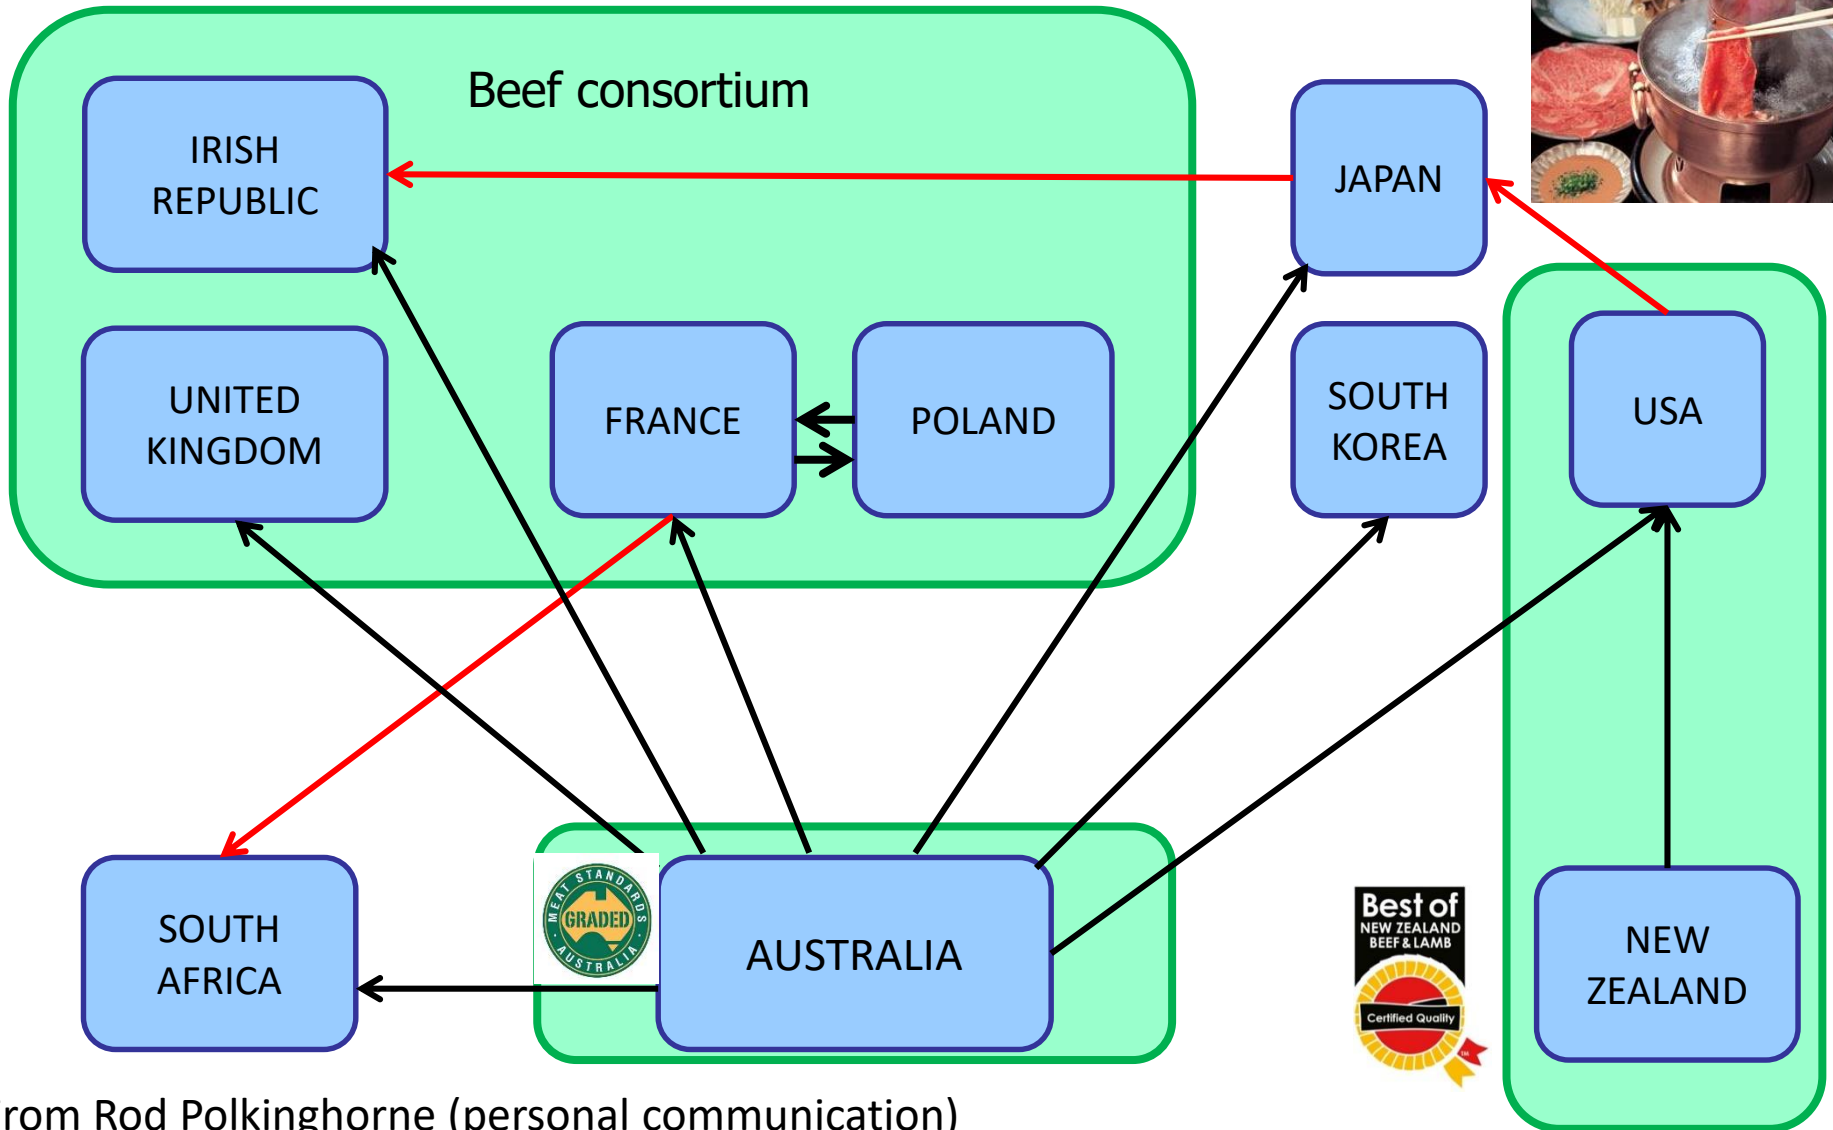 Beef consortium
IRISH
REPUBLIC
JAPAN
UNITED
KINGDOM
FRANCE
POLAND
SOUTH
KOREA
USA
SOUTH
AFRICA
MEAT STANDARDS
GRADED
AUSTRALIA
AUSTRALIA
Best of
NEW ZEALAND
BEEF & LAMB
Certified Quality
SM
NEW
ZEALAND
rom Rod Polkinghorne (personal communication)